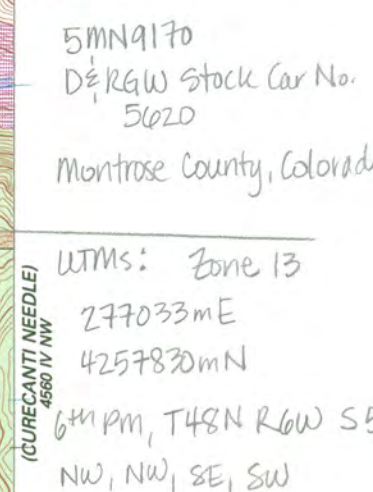 5MN9170
D&RGW Stock Car No.
5620
Montrose County, Colorad
UTMs: Zone 13
277033mE
4257830mN
6th pm, T48N R6W S5
NW, NW, SE, SW
(CURECANTI NEEDLE)
4560 IV NW